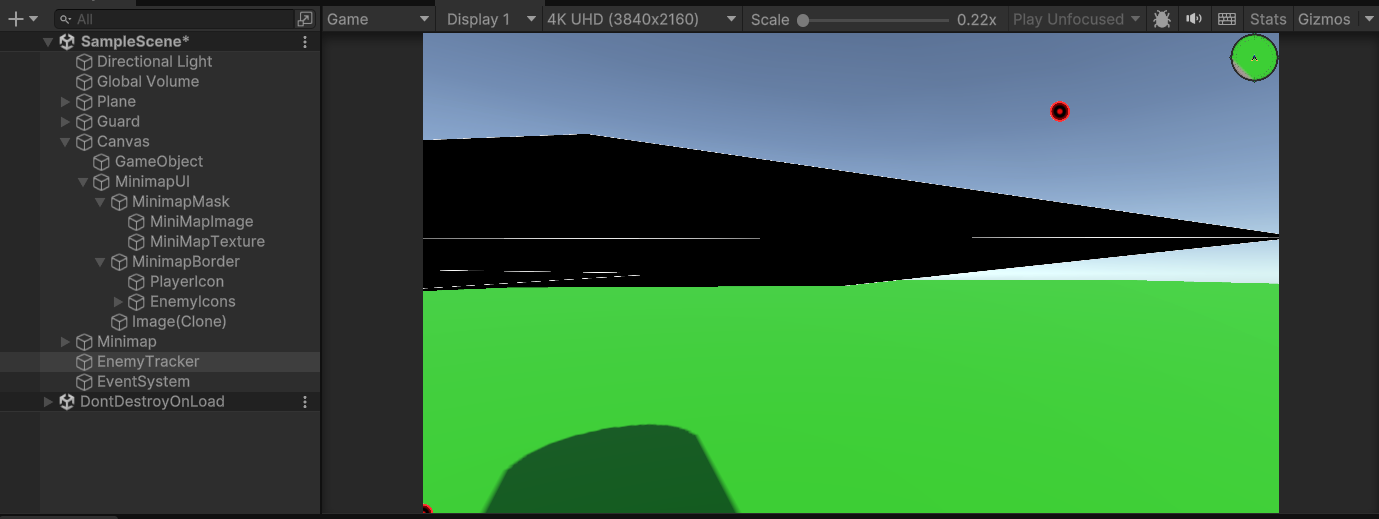 All
Game
Display 1
4K UHD (3840x2160)
Scale
0.22x
Play Unfocused
Stats
Gizmos
SampleScene*
Directional Light
Global Volume
Plane
Guard
Canvas
GameObject
MinimapUI
MinimapMask
MiniMapImage
MiniMapTexture
MinimapBorder
PlayerIcon
EnemyIcons
Image(Clone)
Minimap
EnemyTracker
EventSystem
DontDestroyOnLoad